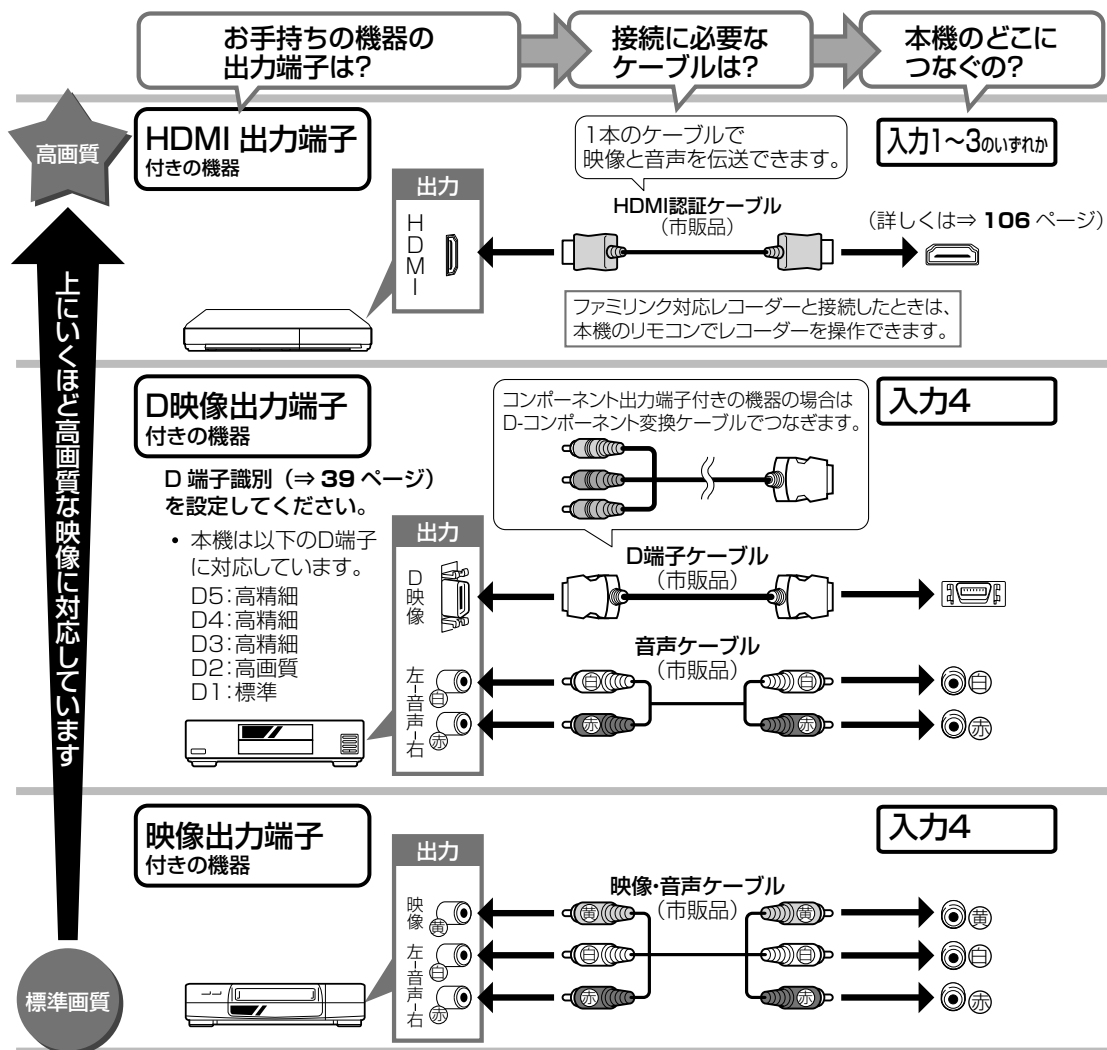 お手持ちの機器の
出力端子は?
接続に必要な
ケーブルは?
本機のどこに
つなぐの?
高画質
上にいくほど高画質な映像に対応しています
標準画質
HDMI 出力端子
付きの機器
出力
HDMI
1本のケーブルで
映像と音声を伝送できます。
HDMI認証ケーブル
(市販品)
ファミリンク対応レコーダーと接続したときは、
本機のリモコンでレコーダーを操作できます。
入力1~3のいずれか
(詳しくは⇒ 106 ページ)
D映像出力端子
付きの機器
D 端子識別(⇒ 39 ページ)
を設定してください。
• 本機は以下のD端子
に対応しています。
D5:高精細
D4:高精細
D3:高精細
D2:高画質
D1:標準
出力
D映像
左-音声-右
白
赤
コンポーネント出力端子付きの機器の場合は
D-コンポーネント変換ケーブルでつなぎます。
D端子ケーブル
(市販品)
音声ケーブル
(市販品)
白 白
赤 赤
入力4
白
赤
映像出力端子
付きの機器
出力
映像
黄
左-音声-右
白
赤
映像・音声ケーブル
(市販品)
黄 黄
白 白
赤 赤
入力4
黄
白
赤